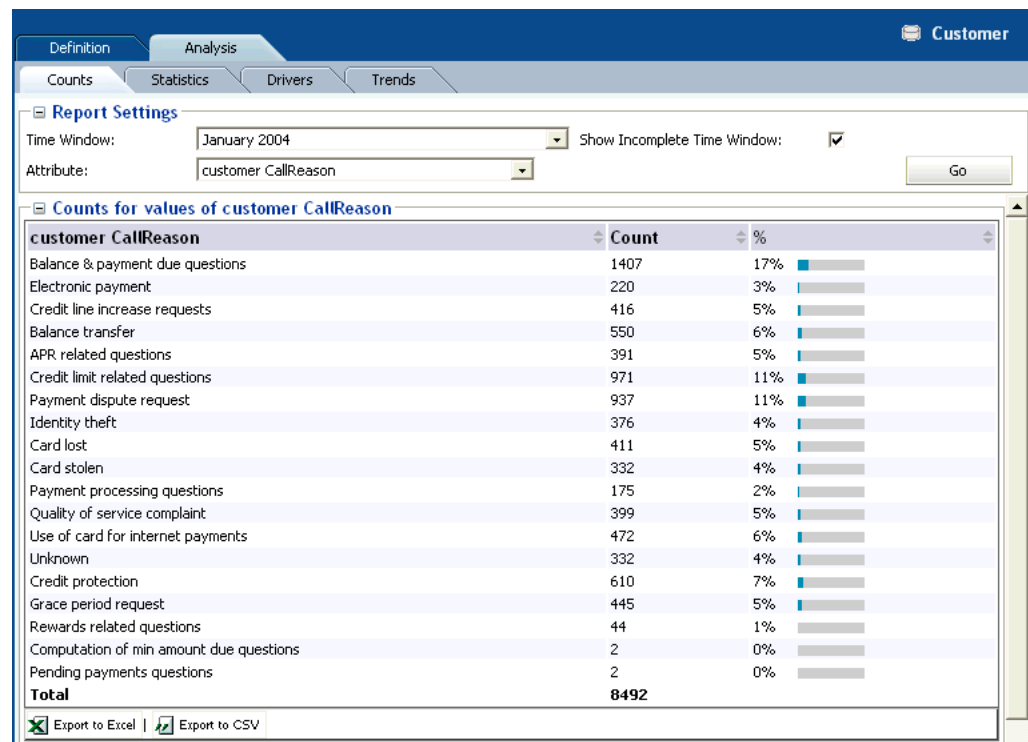 Customer
Definition Analysis
Counts Statistics Drivers Trends
Report Settings
Time Window: January 2004 Show Incomplete Time Window:
Attribute: customer CallReason Go
Counts for values of customer CallReason
customer CallReason Count %
Balance & payment due questions 1407 17%
Electronic payment 220 3%
Credit line increase requests 416 5%
Balance transfer 550 6%
APR related questions 391 5%
Credit limit related questions 971 11%
Payment dispute request 937 11%
Identity theft 376 4%
Card lost 411 5%
Card stolen 332 4%
Payment processing questions 175 2%
Quality of service complaint 399 5%
Use of card for internet payments 472 6%
Unknown 332 4%
Credit protection 610 7%
Grace period request 445 5%
Rewards related questions 44 1%
Computation of min amount due questions 2 0%
Pending payments questions 2 0%
Total 8492
Export to Excel | Export to CSV